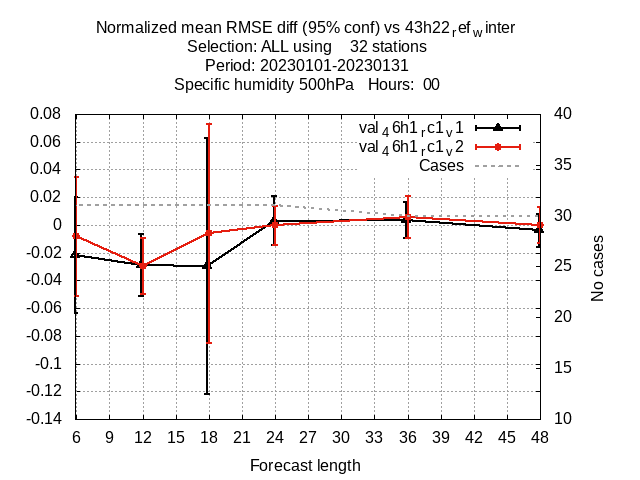 Normalized mean RMSE diff (95% conf) vs 43h22refwinter
Selection: ALL using 32 stations
Period: 20230101-20230131
Specific humidity 500hPa Hours: 00
val46h1rc1v1
val46h1rc1v2
Cases
0.08
0.06
0.04
0.02
0
-0.02
-0.04
-0.06
-0.08
-0.1
-0.12
-0.14
40
35
30
25
20
15
10
No cases
6 9 12 15 18 21 24 27 30 33 36 39 42 45 48
Forecast length